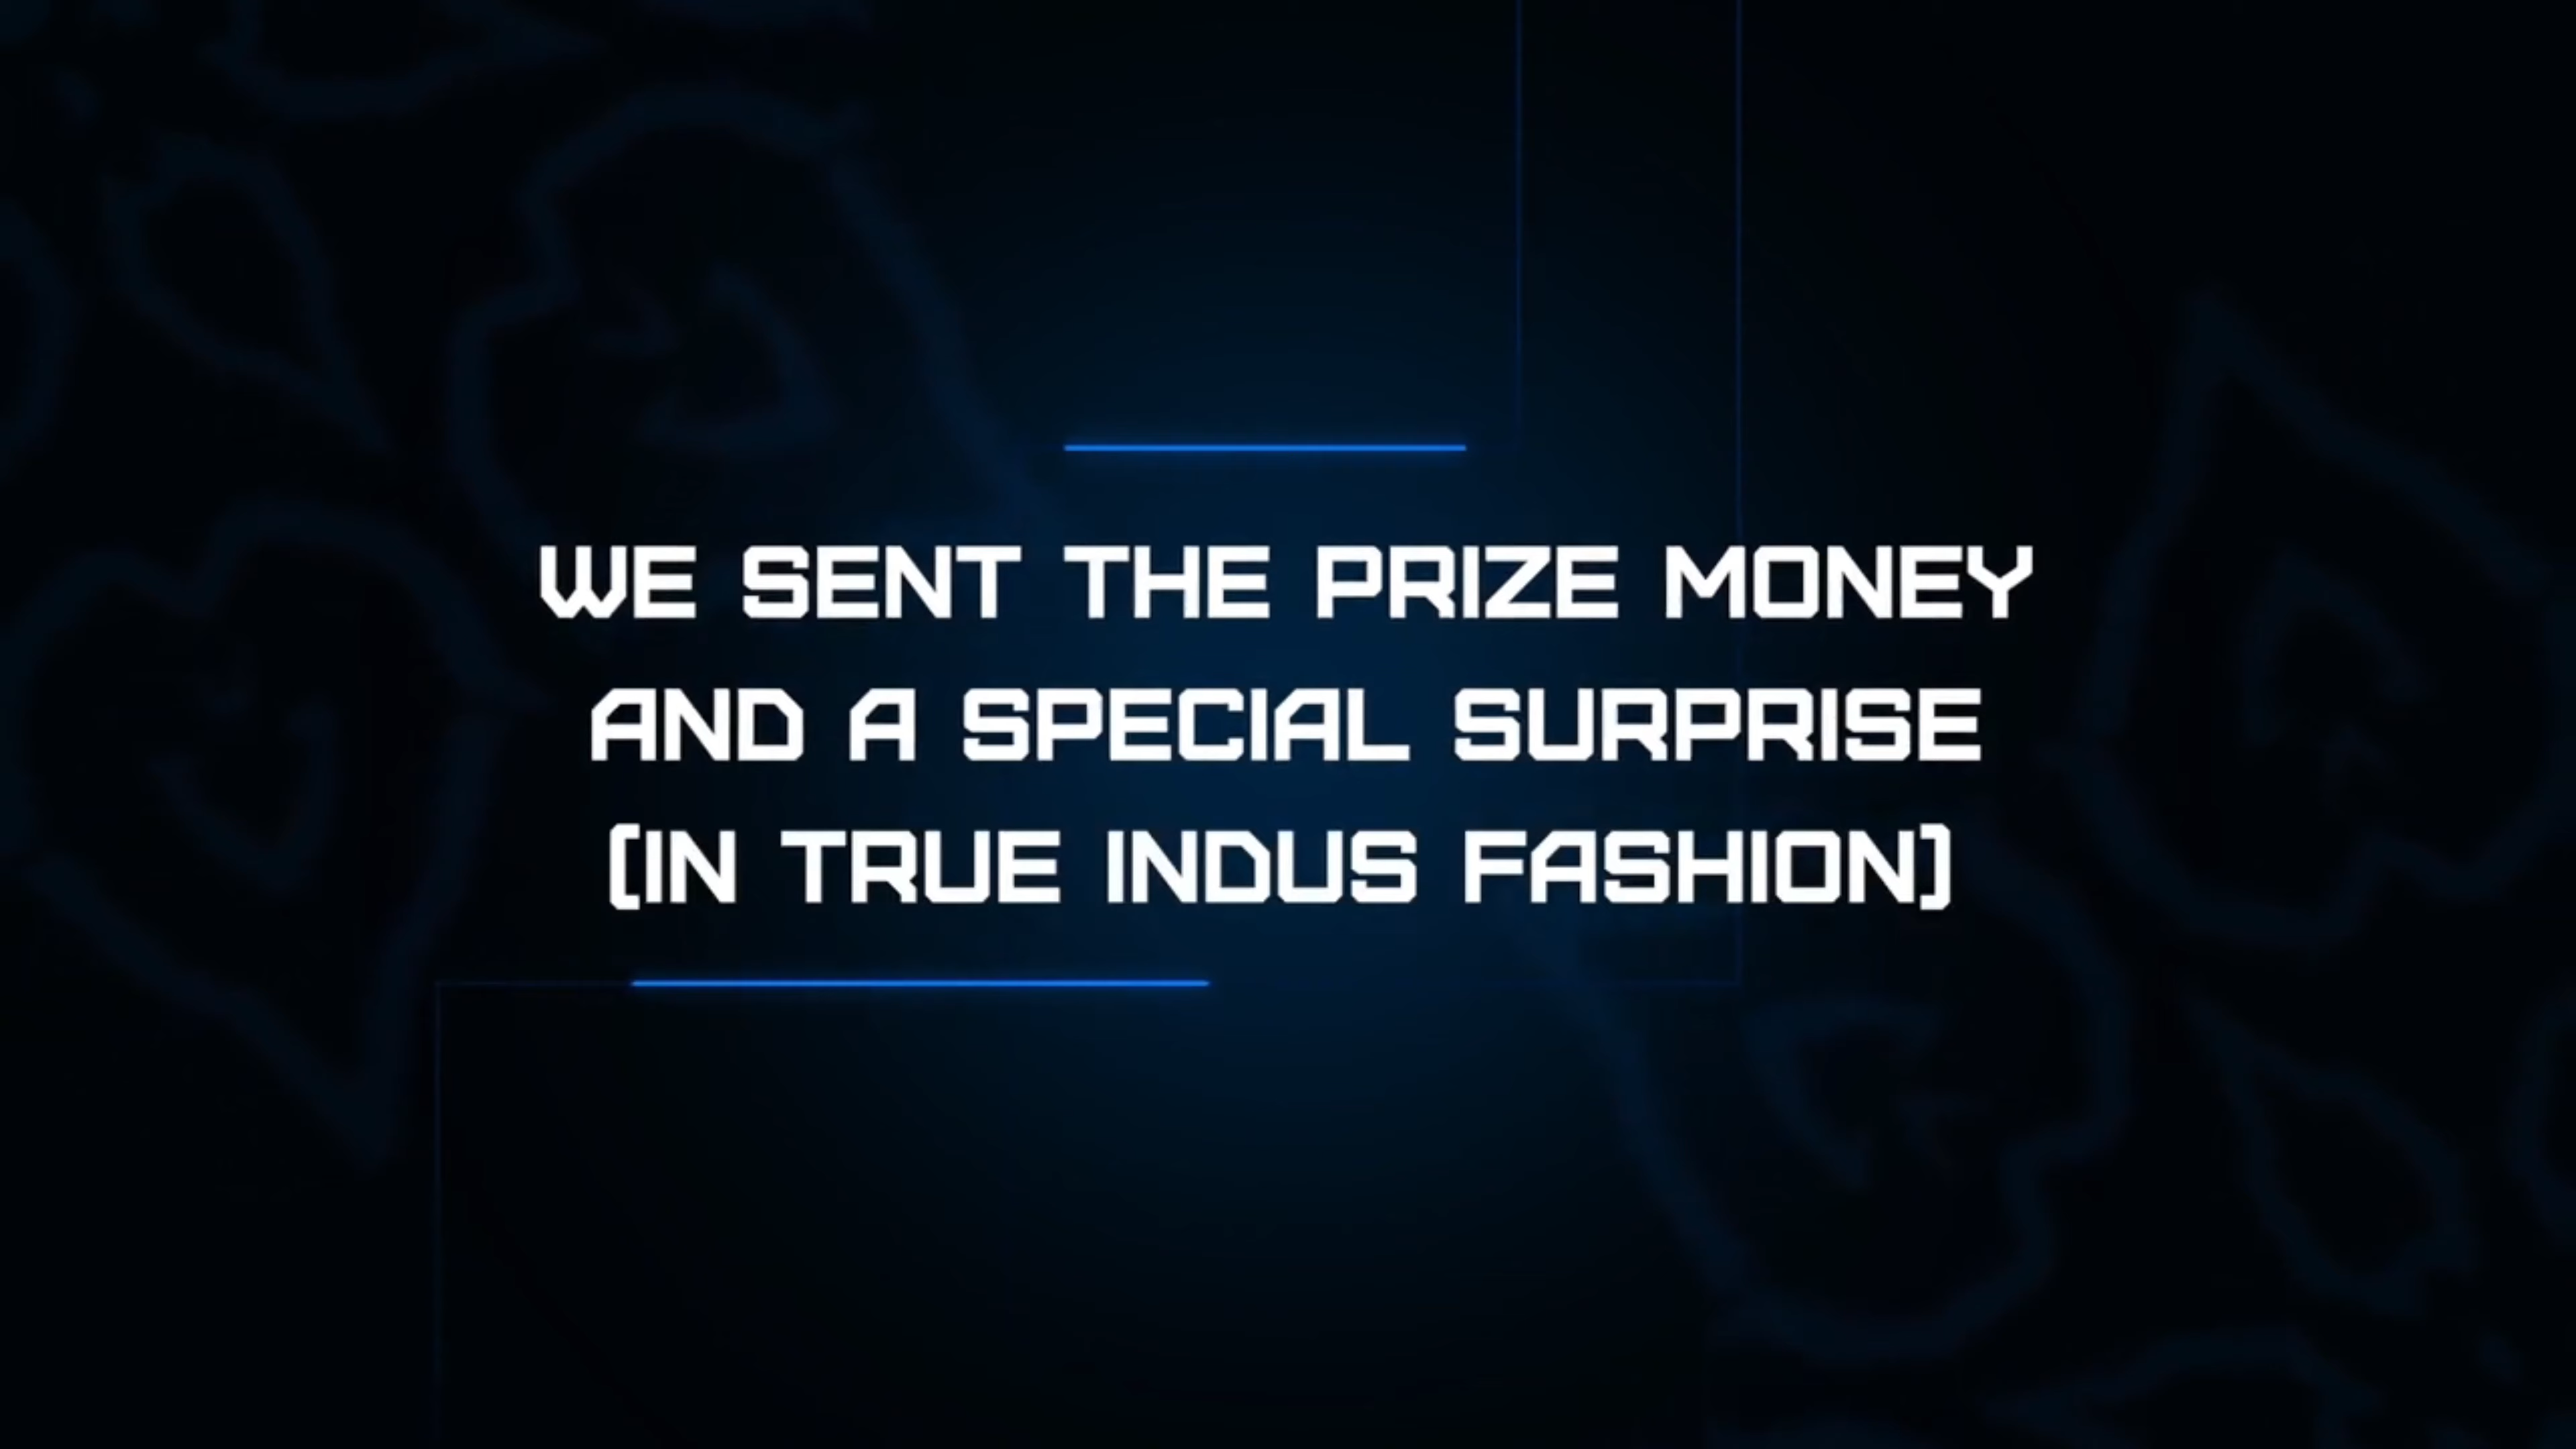 WE SENT THE PRIZE MONEY
AND A SPECIAL SURPRISE
(IN TRUE INDUS FASHION)